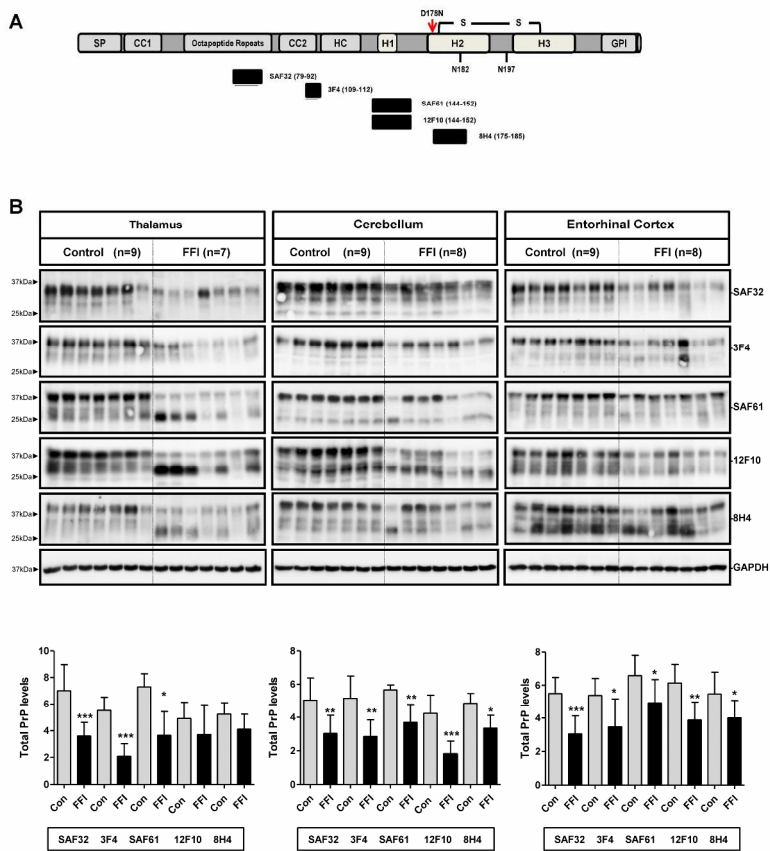 A
D178N
S S
SP CC1 Octapeptide Repeats CC2 HC H1 H2 H3 GPI
N182 N197
SAF32 (79-92)
3F4 (109-112)
SAF61 (144-152)
12F10 (144-152)
8H4 (175-185)
B
Thalamus Cerebellum Entorhinal Cortex
Control (n=9) FFI (n=7) Control (n=9) FFI (n=8) Control (n=9) FFI (n=8)
37kDa
SAF32
25kDa
37kDa
3F4
25kDa
37kDa
SAF61
25kDa
37kDa
12F10
25kDa
37kDa
8H4
25kDa
37kDa
GAPDH
Total PrP levels
10
8
6
4
2
0
*** *** *
Con FFI Con FFI Con FFI Con FFI Con FFI
SAF32 3F4 SAF61 12F10 8H4
Total PrP levels
8
6
4
2
0
** ** ** *** *
Con FFI Con FFI Con FFI Con FFI Con FFI
SAF32 3F4 SAF61 12F10 8H4
Total PrP levels
8
6
4
2
0
*** * * ** *
Con FFI Con FFI Con FFI Con FFI Con FFI
SAF32 3F4 SAF61 12F10 8H4